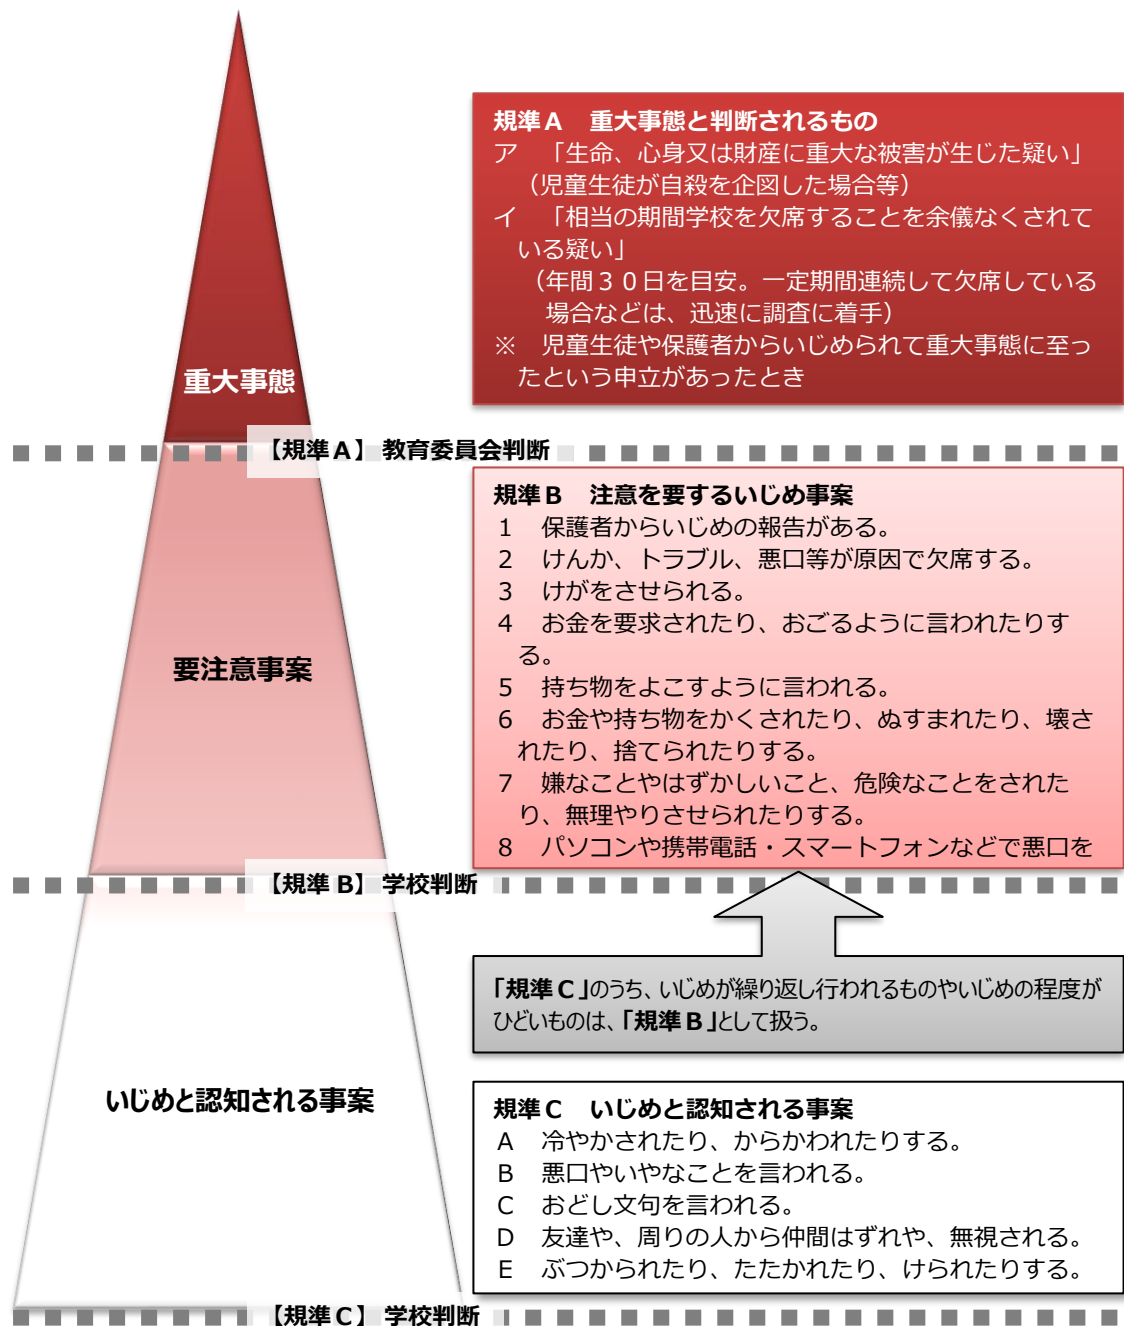 規準A　重大事態と判断されるもの
ア　「生命、心身又は財産に重大な被害が生じた疑い」
（児童生徒が自殺を企図した場合等）
イ　「相当の期間学校を欠席することを余儀なくされて
いる疑い」
（年間３０日を目安。一定期間連続して欠席している
場合などは、迅速に調査に着手）
※　児童生徒や保護者からいじめられて重大事態に至っ
たという申立があったとき
重大事態
【規準A】 教育委員会判断
規準B　注意を要するいじめ事案
1　保護者からいじめの報告がある。
2　けんか、トラブル、悪口等が原因で欠席する。
3　けがをさせられる。
4　お金を要求されたり、おごるように言われたりす
る。
5　持ち物をよこすように言われる。
6　お金や持ち物をかくされたり、ぬすまれたり、壊さ
れたり、捨てられたりする。
7　嫌なことやはずかしいこと、危険なことをされた
り、無理やりさせられたりする。
8　パソコンや携帯電話・スマートフォンなどで悪口を
要注意事案
【規準B】 学校判断
「規準C」のうち、いじめが繰り返し行われるものやいじめの程度が
ひどいものは、「規準B」として扱う。
いじめと認知される事案
規準C　いじめと認知される事案
A　冷やかされたり、からかわれたりする。
B　悪口やいやなことを言われる。
C　おどし文句を言われる。
D　友達や、周りの人から仲間はずれや、無視される。
E　ぶつかられたり、たたかれたり、けられたりする。
【規準C】 学校判断